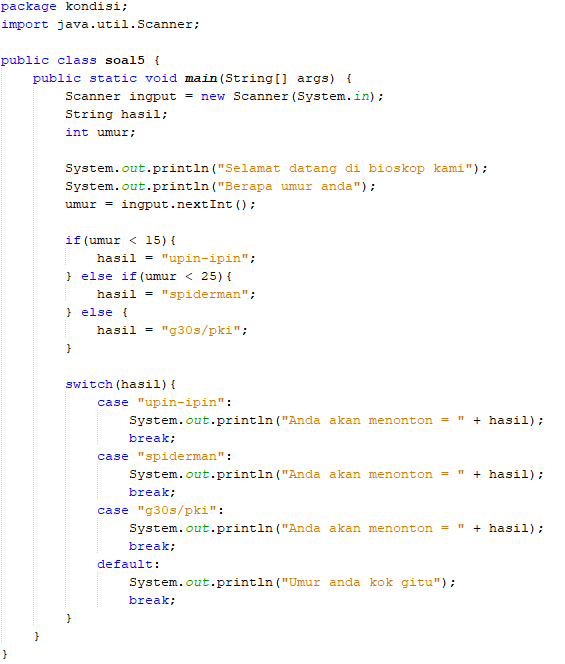 package kondisi;
import java.util.Scanner;

public class soal5 {
    public static void main(String[] args) {
        Scanner ingput = new Scanner(System.in);
        String hasil;
        int umur;

        System.out.println("Selamat datang di bioskop kami");
        System.out.println("Berapa umur anda");
        umur = ingput.nextInt();

        if(umur < 15){
            hasil = "upin-ipin";
        } else if(umur < 25){
            hasil = "spiderman";
        } else {
            hasil = "g30s/pki";
        }

        switch(hasil){
            case "upin-ipin":
                System.out.println("Anda akan menonton = " + hasil);
                break;
            case "spiderman":
                System.out.println("Anda akan menonton = " + hasil);
                break;
            case "g30s/pki":
                System.out.println("Anda akan menonton = " + hasil);
                break;
            default:
                System.out.println("Umur anda kok gitu");
                break;
        }
    }
}